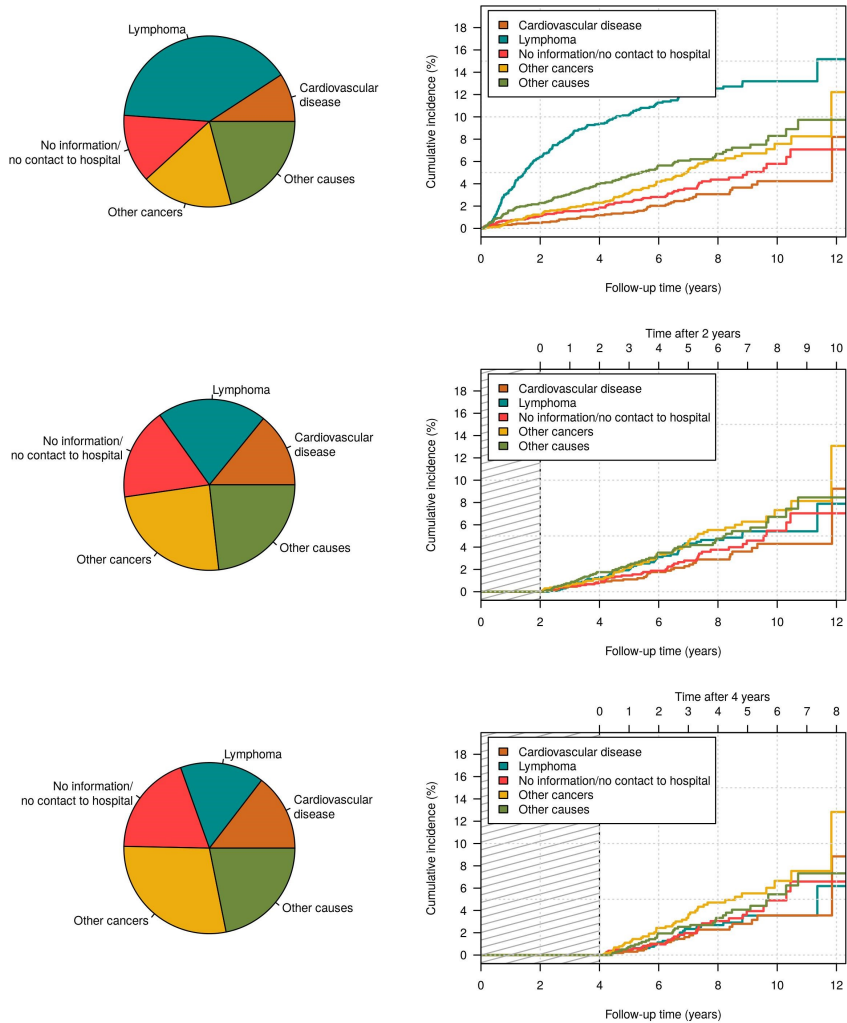 Lymphoma
Cardiovascular
disease
No information/
no contact to hospital
Other cancers
Other causes
Cumulative incidence (%)
18
16
14
12
10
8
6
4
2
0
Cardiovascular disease
Lymphoma
No information/no contact to hospital
Other cancers
Other causes
0 2 4 6 8 10 12
Follow-up time (years)
Lymphoma
Cardiovascular
disease
No information/
no contact to hospital
Other cancers
Other causes
Time after 2 years
0 1 2 3 4 5 6 7 8 9 10
Cumulative incidence (%)
18
16
14
12
10
8
6
4
2
0
Cardiovascular disease
Lymphoma
No information/no contact to hospital
Other cancers
Other causes
0 2 4 6 8 10 12
Follow-up time (years)
Lymphoma
Cardiovascular
disease
No information/
no contact to hospital
Other cancers
Other causes
Time after 4 years
0 1 2 3 4 5 6 7 8
Cumulative incidence (%)
18
16
14
12
10
8
6
4
2
0
Cardiovascular disease
Lymphoma
No information/no contact to hospital
Other cancers
Other causes
0 2 4 6 8 10 12
Follow-up time (years)